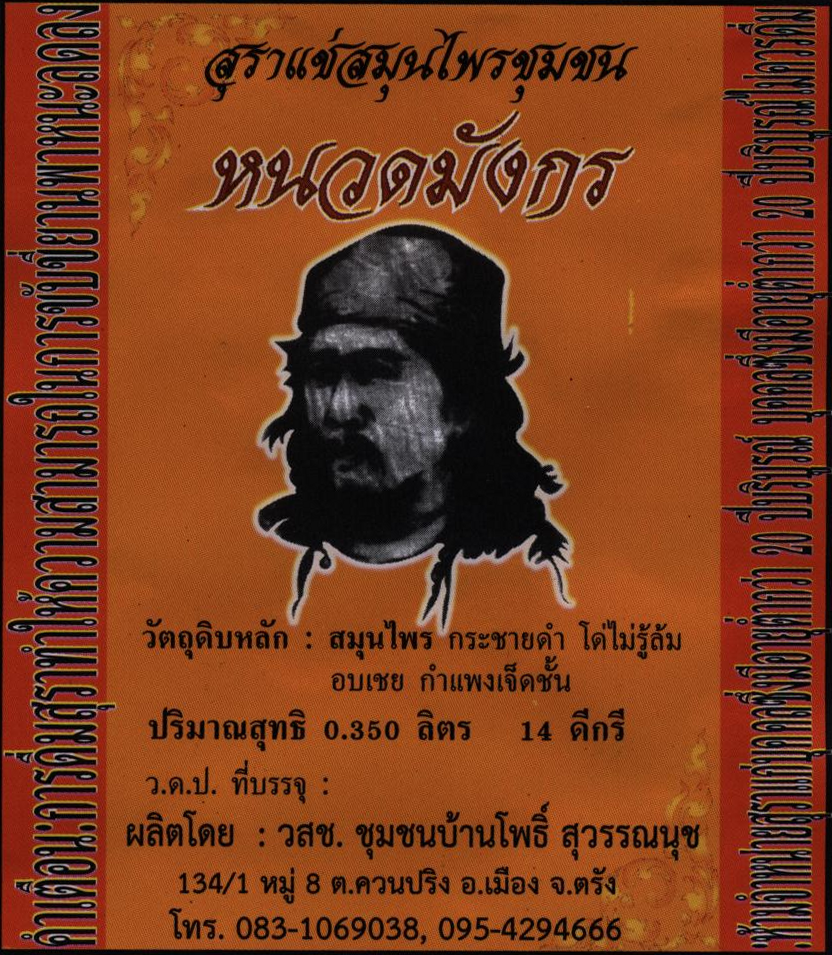 สุราแช่สมุนไพรชุมชน
หนวดมังกร
วัตถุดิบหลัก : สมุนไพร กระชายดำ โด่ไม่รู้ล้ม
อบเชย กำแพงเจ็ดชั้น
ปริมาณสุทธิ 0.350 ลิตร 14 ดีกรี
ว.ด.ป. ที่บรรจุ :
ผลิตโดย : วสช. ชุมชนบ้านโพธิ์ สุวรรณนุช
134/1 หมู่ 8 ต.ควนปริง อ.เมือง จ.ตรัง
โทร. 083-1069038, 095-4294666
คำเตือน:การดื่มสุราทำให้ความสามารถในการขับขี่ยานพาหนะลดลง
ห้ามจำหน่ายสุราแก่บุคคลซึ่งมีอายุต่ำกว่า 20 ปีบริบูรณ์ บุคคลซึ่งมีอายุต่ำกว่า 20 ปีบริบูรณ์ไม่ควรดื่ม